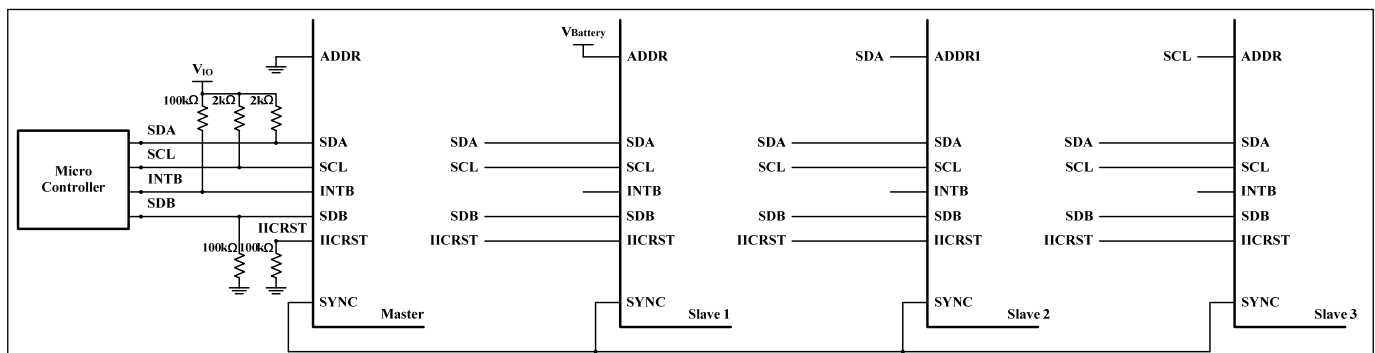 VBattery
ADDR
ADDR
SDA
ADDR1
SCL
ADDR
VIO
100kΩ
2kΩ
2kΩ
Micro
Controller
SDA
SCL
INTB
SDB
SDA
SCL
INTB
SDB
IICRST
IICRST
100kΩ
100kΩ
SYNC
Master
SDA
SCL
SDB
IICRST
SDA
SCL
INTB
SDB
IICRST
SYNC
Slave 1
SDA
SCL
SDB
IICRST
SDA
SCL
INTB
SDB
IICRST
SYNC
Slave 2
SDA
SCL
SDB
IICRST
SDA
SCL
INTB
SDB
IICRST
SYNC
Slave 3